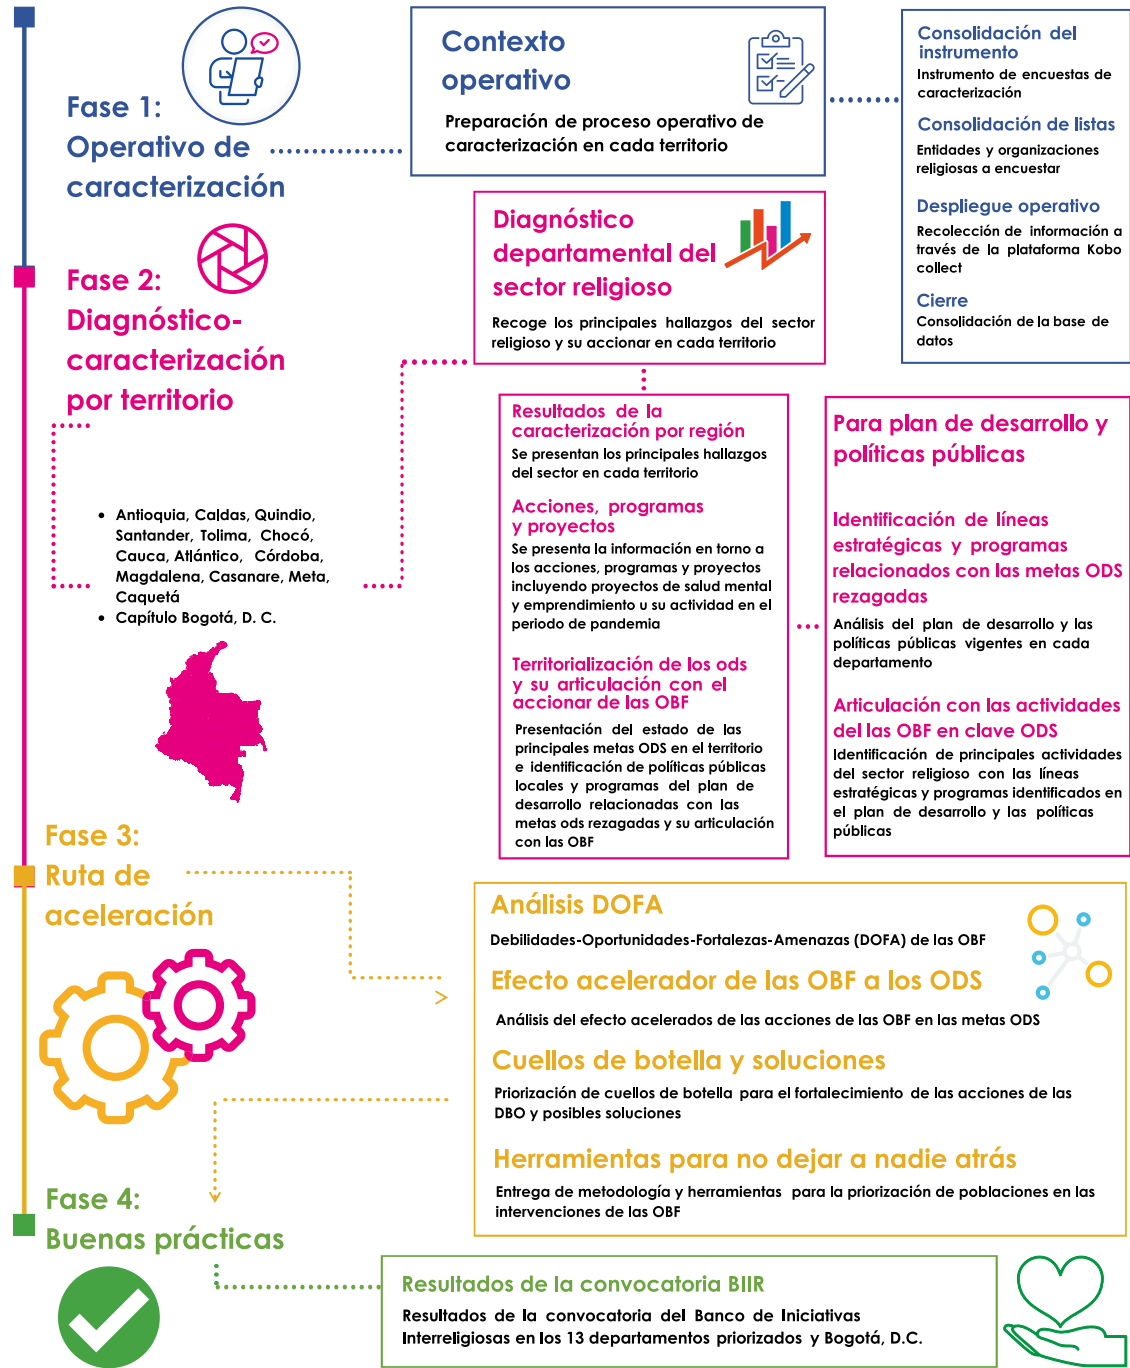 Fase 1:
Operativo de
caracterización
Contexto
operativo
Preparación de proceso operativo de
caracterización en cada territorio
Consolidación del
instrumento
Instrumento de encuestas de
caracterización
Consolidación de listas
Entidades y organizaciones
religiosas a encuestar
Despliegue operativo
Recolección de información a
través de la plataforma Kobo
collect
Cierre
Consolidación de la base de
datos
Fase 2:
Diagnóstico-
caracterización
por territorio
• Antioquia, Caldas, Quindio,
Santander, Tolima, Chocó,
Cauca, Atlántico, Córdoba,
Magdalena, Casanare, Meta,
Caquetá
• Capítulo Bogotá, D. C.
Diagnóstico
departamental del
sector religioso
Recoge los principales hallazgos del sector
religioso y su accionar en cada territorio
Resultados de la
caracterización por región
Se presentan los principales hallazgos
del sector en cada territorio
Acciones, programas
y proyectos
Se presenta la información en torno a
los acciones, programas y proyectos
incluyendo proyectos de salud mental
y emprendimiento u su actividad en el
periodo de pandemia
Territorialización de los ods
y su articulación con el
accionar de las OBF
Presentación del estado de las
principales metas ODS en el territorio
e identificación de políticas públicas
locales y programas del plan de
desarrollo relacionadas con las
metas ods rezagadas y su articulación
con las OBF
Para plan de desarrollo y
políticas públicas
Identificación de líneas
estratégicas y programas
relacionados con las metas ODS
rezagadas
Análisis del plan de desarrollo y las
políticas públicas vigentes en cada
departamento
Articulación con las actividades
del las OBF en clave ODS
Identificación de principales actividades
del sector religioso con las líneas
estratégicas y programas identificados en
el plan de desarrollo y las políticas
públicas
Fase 3:
Ruta de
aceleración
Análisis DOFA
Debilidades-Oportunidades-Fortalezas-Amenazas (DOFA) de las OBF
Efecto acelerador de las OBF a los ODS
Análisis del efecto acelerados de las acciones de las OBF en las metas ODS
Cuellos de botella y soluciones
Priorización de cuellos de botella para el fortalecimiento de las acciones de las
DBO y posibles soluciones
Herramientas para no dejar a nadie atrás
Entrega de metodología y herramientas para la priorización de poblaciones en las
intervenciones de las OBF
Fase 4:
Buenas prácticas
Resultados de la convocatoria BIIR
Resultados de la convocatoria del Banco de Iniciativas
Interreligiosas en los 13 departamentos priorizados y Bogotá, D.C.